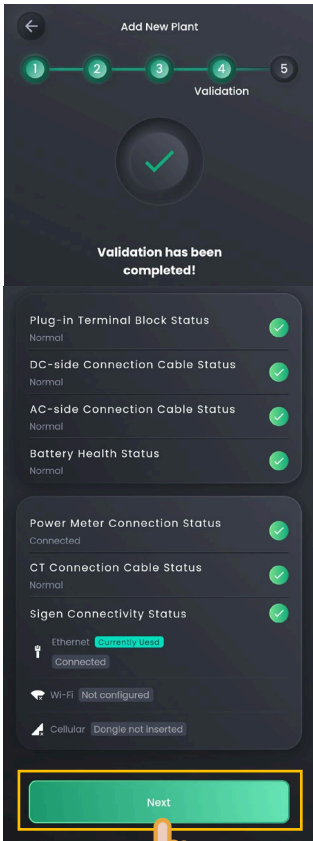 Add New Plant
1
2
3
4
5
Validation
Validation has been
completed!
Plug-in Terminal Block Status
Normal
DC-side Connection Cable Status
Normal
AC-side Connection Cable Status
Normal
Battery Health Status
Normal
Power Meter Connection Status
Connected
CT Connection Cable Status
Normal
Sigen Connectivity Status
Ethernet Currently Uesd
Connected
Wi-Fi Not configured
Cellular Dongle not inserted
Next